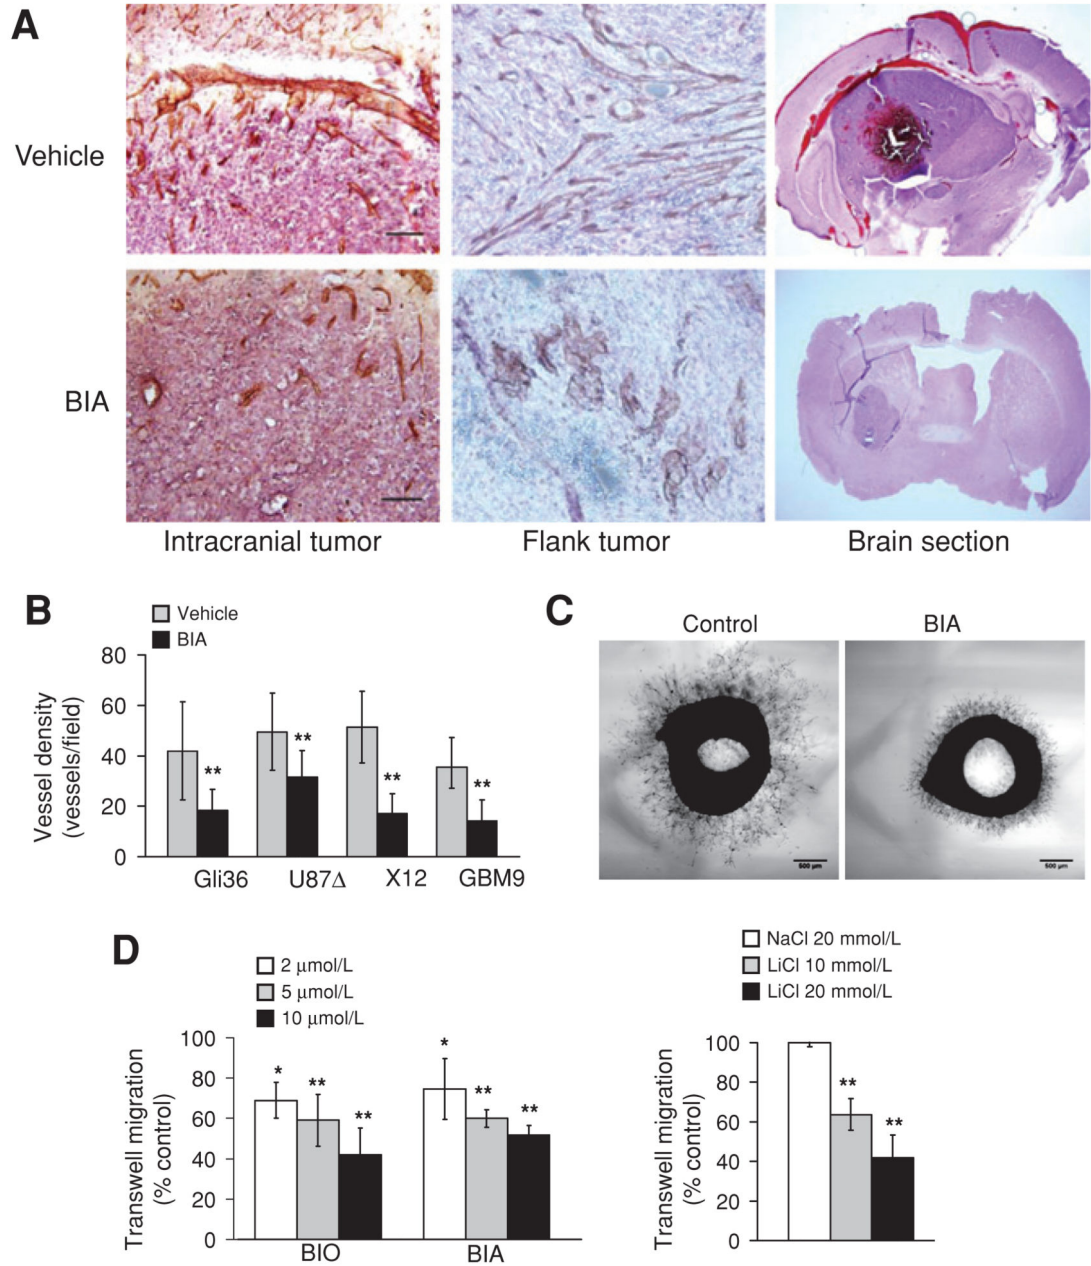 A
Vehicle
BIA
Intracranial tumor
Flank tumor
Brain section
B
Vehicle
BIA
Vessel density
(vessels/field)
80
60
40
20
0
**
**
**
**
Gli36
U87Δ
X12
GBM9
C
Control
BIA
500 µm
500 µm
D
2 µmol/L
5 µmol/L
10 µmol/L
Transwell migration
(% control)
100
80
60
40
20
0
*
**
**
*
**
**
BIO
BIA
NaCl 20 mmol/L
LiCl 10 mmol/L
LiCl 20 mmol/L
Transwell migration
(% control)
100
80
60
40
20
0
**
**